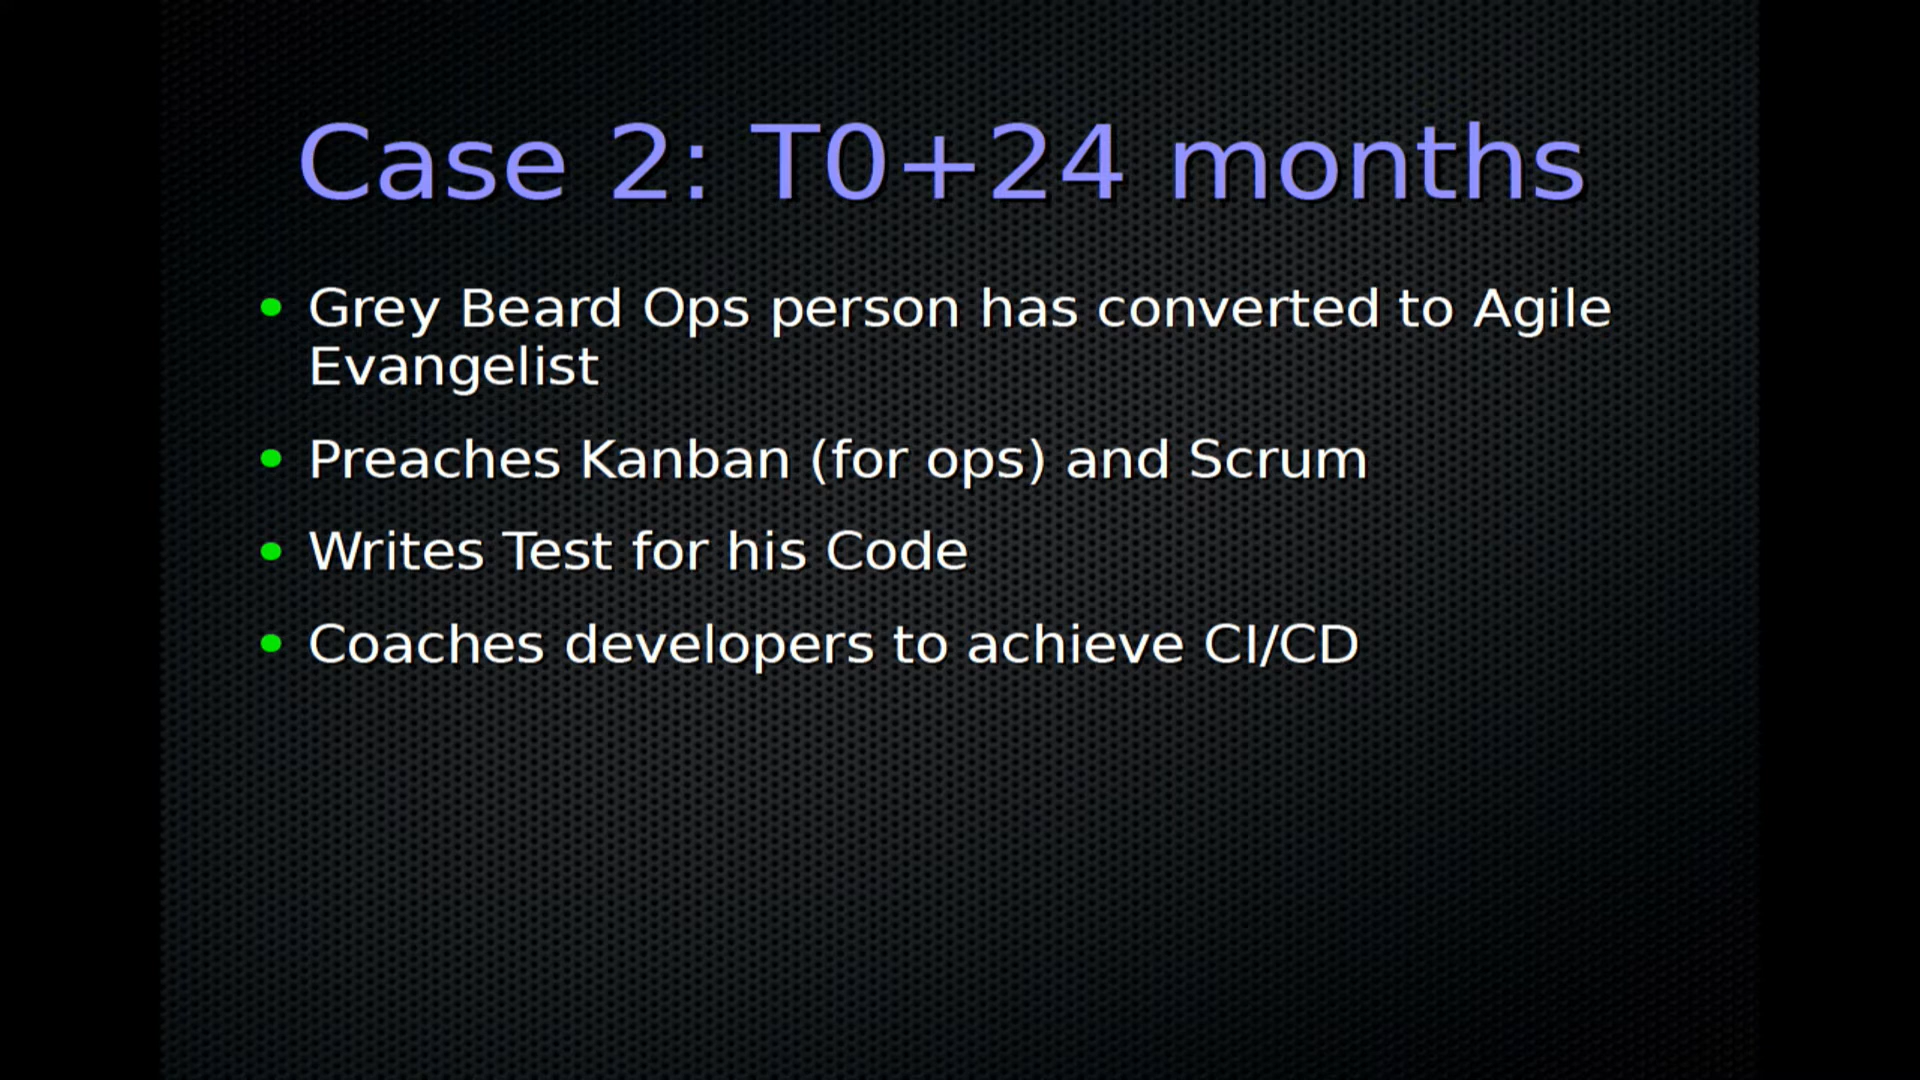 Case 2: T0+24 months
Grey Beard Ops person has converted to Agile
Evangelist
Preaches Kanban (for ops) and Scrum
Writes Test for his Code
Coaches developers to achieve CI/CD